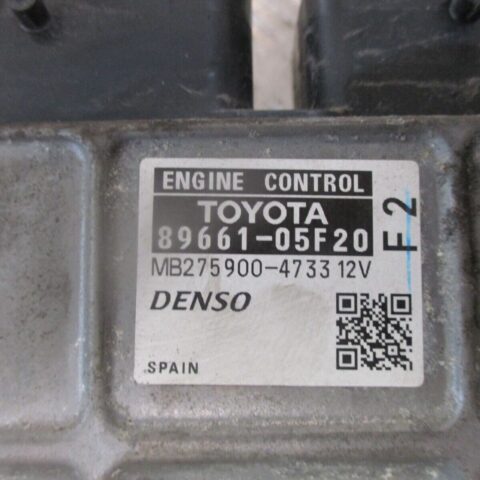 ENGINE CONTROL
TOYOTA
89661-05F20
F2
MB275900-4733 12V
DENSO
SPAIN